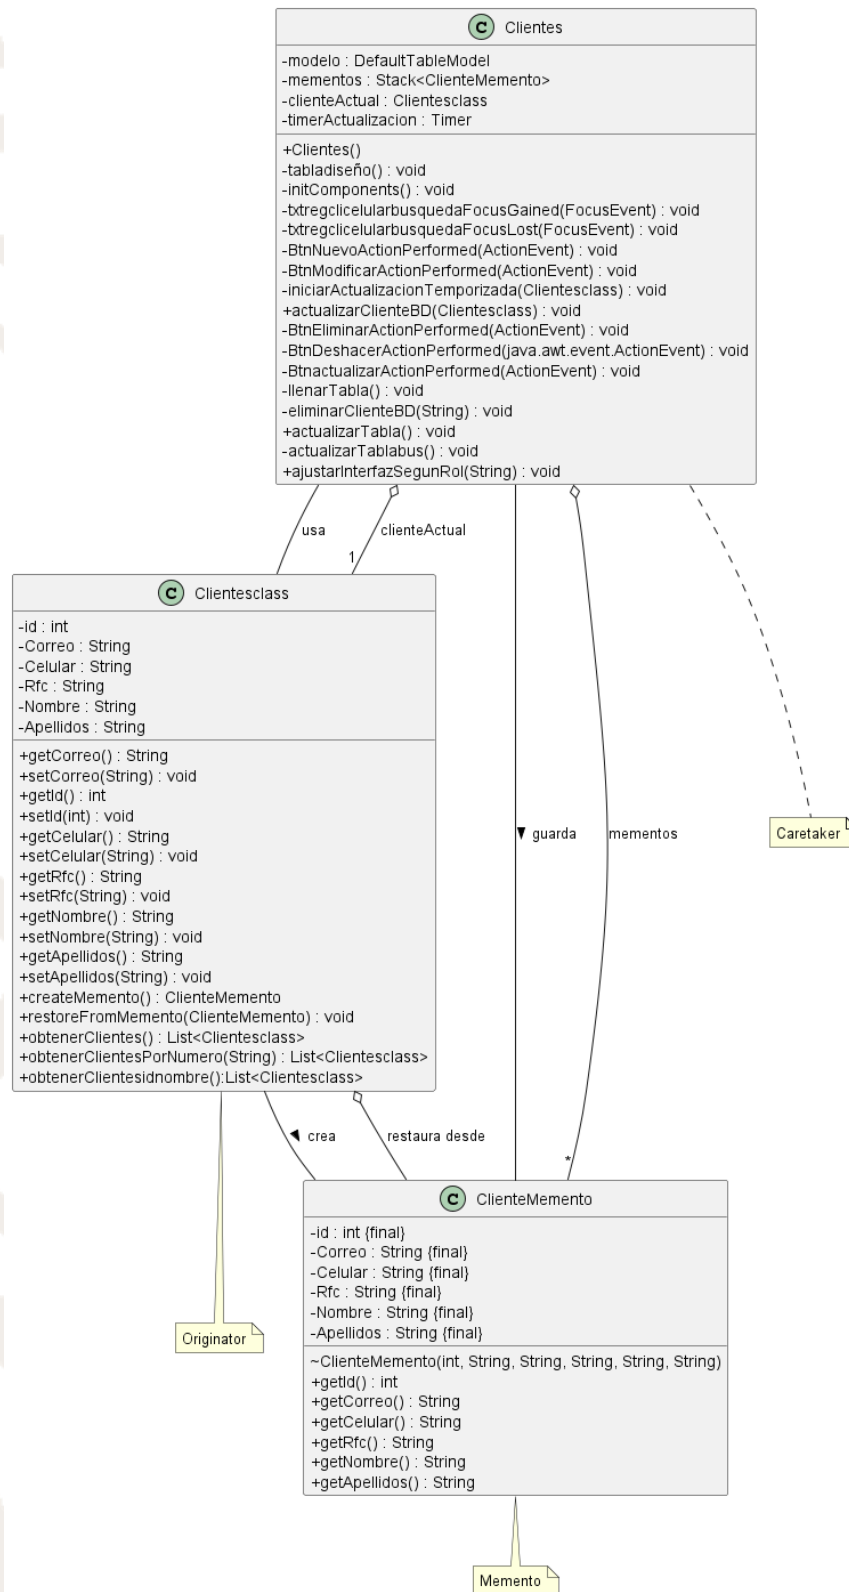 C Clientes
-modelo : DefaultTableModel
-mementos : Stack<ClienteMemento>
-clienteActual : Clientesclass
-timerActualizacion : Timer
+Clientes()
-tabladiseño() : void
-initComponents() : void
-txtregclicelularbusquedaFocusGained(FocusEvent) : void
-txtregclicelularbusquedaFocusLost(FocusEvent) : void
-BtnNuevoActionPerformed(ActionEvent) : void
-BtnModificarActionPerformed(ActionEvent) : void
-iniciarActualizacionTemporizada(Clientesclass) : void
+actualizarClienteBD(Clientesclass) : void
-BtnEliminarActionPerformed(ActionEvent) : void
-BtnDeshacerActionPerformed(java.awt.event.ActionEvent) : void
-BtnactualizarActionPerformed(ActionEvent) : void
-llenarTabla() : void
-eliminarClienteBD(String) : void
+actualizarTabla() : void
-actualizarTablabus() : void
+ajustarInterfazSegunRol(String) : void
usa
clienteActual
1
C Clientesclass
-id : int
-Correo : String
-Celular : String
-Rfc : String
-Nombre : String
-Apellidos : String
+getCorreo() : String
+setCorreo(String) : void
+getId() : int
+setId(int) : void
+getCelular() : String
+setCelular(String) : void
+getRfc() : String
+setRfc(String) : void
+getNombre() : String
+setNombre(String) : void
+getApellidos() : String
+setApellidos(String) : void
+createMemento() : ClienteMemento
+restoreFromMemento(ClienteMemento) : void
+obtenerClientes() : List<Clientesclass>
+obtenerClientesPorNumero(String) : List<Clientesclass>
+obtenerClientesidnombre():List<Clientesclass>
guarda
mementos
Caretaker
crea
restaura desde
*
C ClienteMemento
-id : int {final}
-Correo : String {final}
-Celular : String {final}
-Rfc : String {final}
-Nombre : String {final}
-Apellidos : String {final}
~ClienteMemento(int, String, String, String, String, String)
+getId() : int
+getCorreo() : String
+getCelular() : String
+getRfc() : String
+getNombre() : String
+getApellidos() : String
Originator
Memento